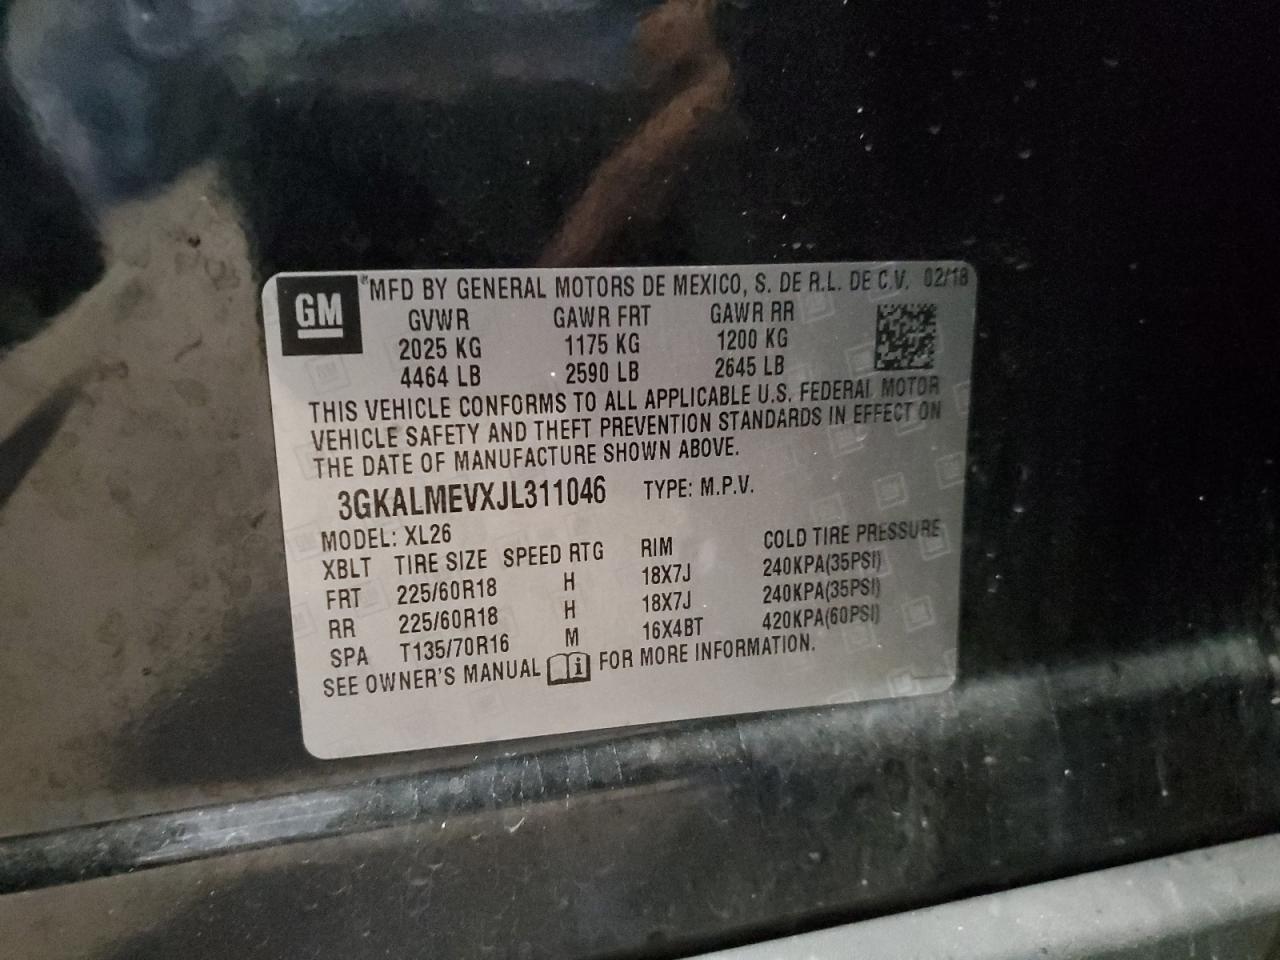 GM
MFD BY GENERAL MOTORS DE MEXICO, S. DE R.L. DE C.V. 02/18
GVWR GAWR FRT GAWR RR
2025 KG 1175 KG 1200 KG
4464 LB 2590 LB 2645 LB
THIS VEHICLE CONFORMS TO ALL APPLICABLE U.S. FEDERAL MOTOR
VEHICLE SAFETY AND THEFT PREVENTION STANDARDS IN EFFECT ON
THE DATE OF MANUFACTURE SHOWN ABOVE.
3GKALMEVXJL311046 TYPE: M.P.V.
MODEL: XL26
XBLT TIRE SIZE SPEED RTG RIM COLD TIRE PRESSURE
FRT 225/60R18 H 18X7J 240KPA(35PSI)
RR 225/60R18 H 18X7J 240KPA(35PSI)
SPA T135/70R16 M 16X4BT 420KPA(60PSI)
SEE OWNER'S MANUAL i FOR MORE INFORMATION.